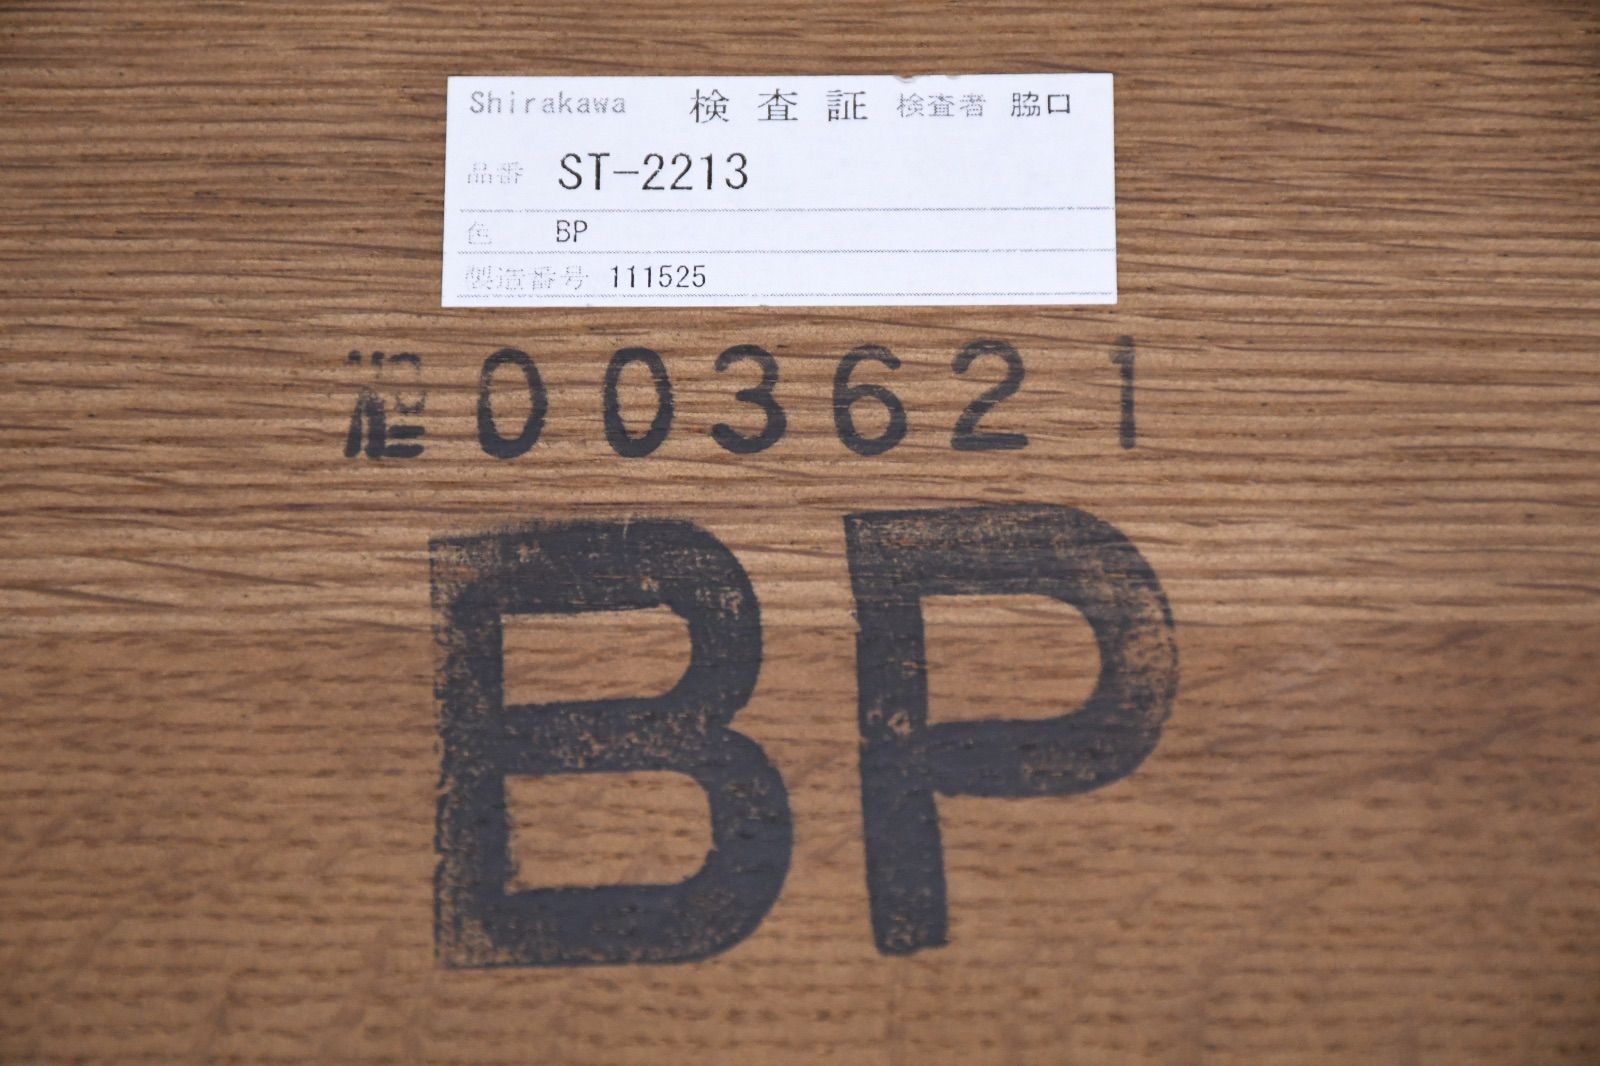 Shirakawa 検査証 検査者 脇口
品番 ST-2213
色 BP
製造番号 111525
003621
BP